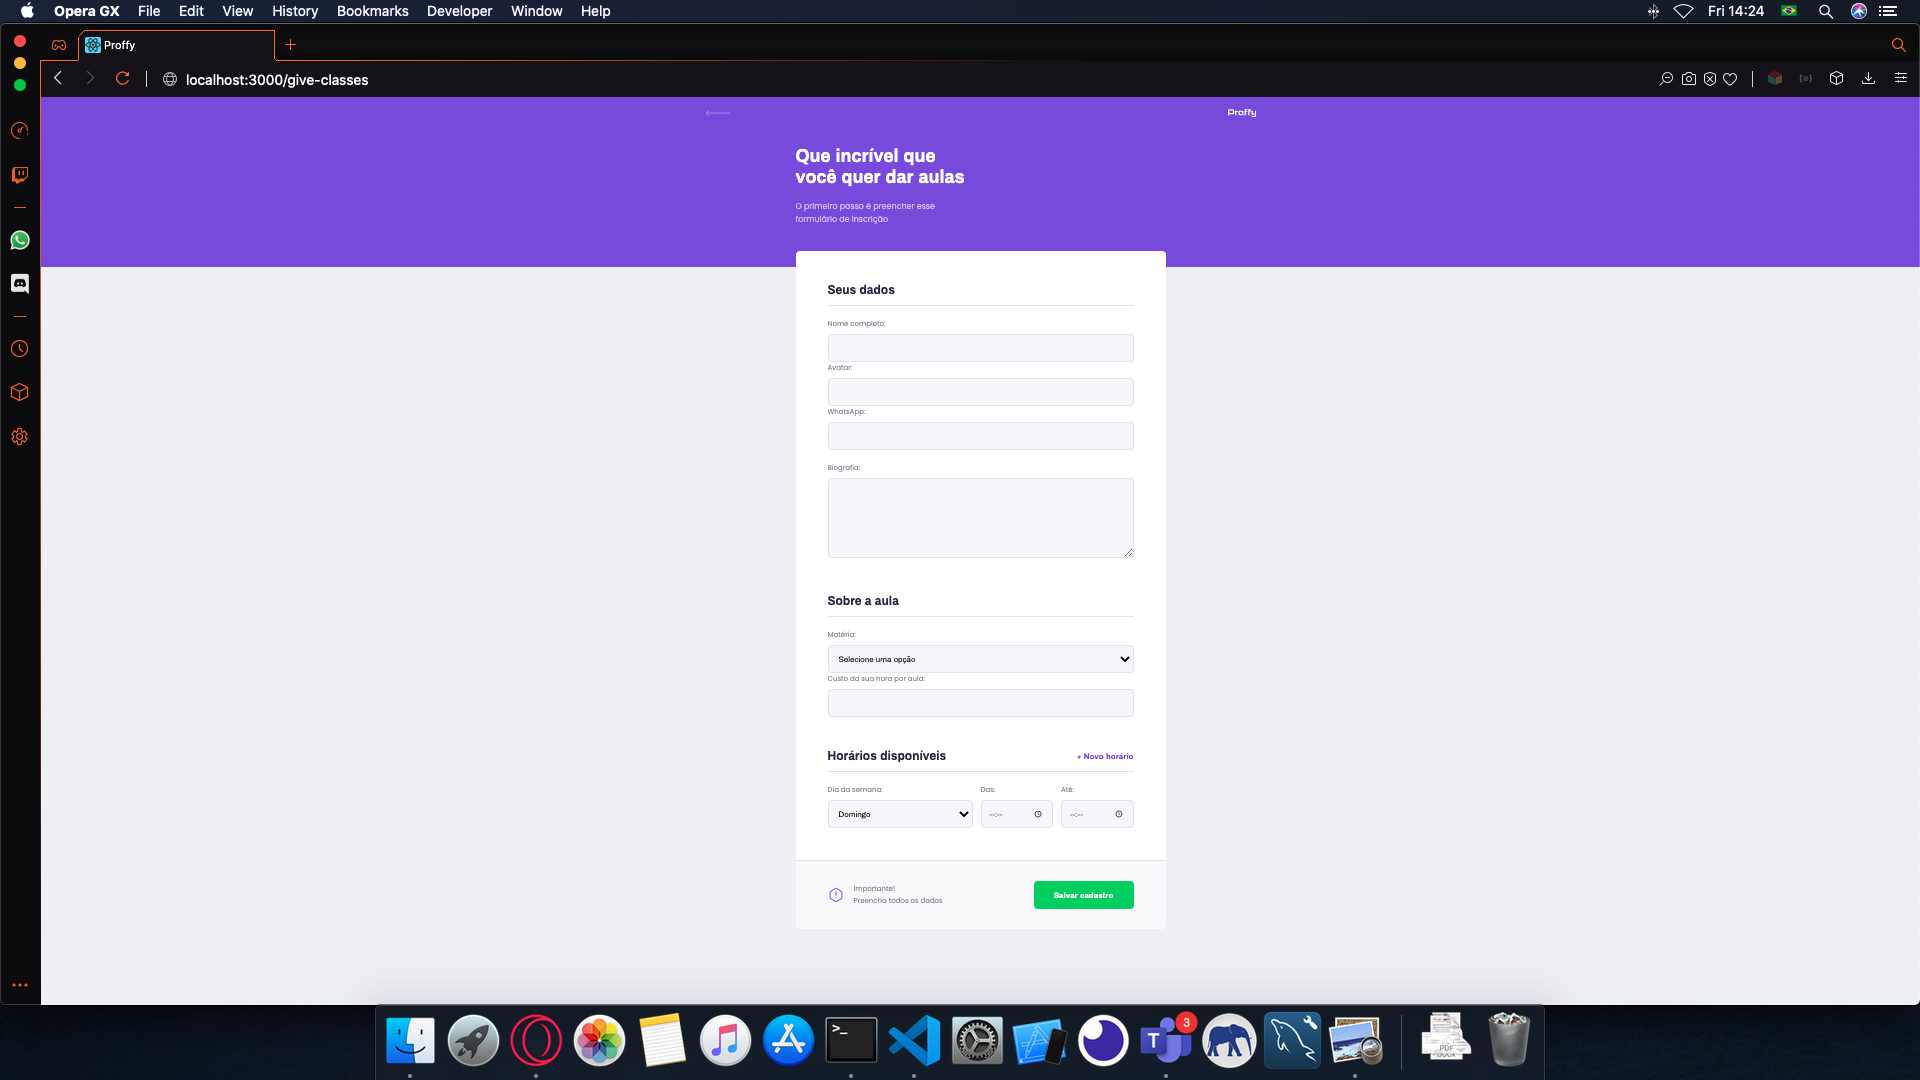 Opera GX File Edit View History Bookmarks Developer Window Help
Fri 14:24
Proffy
localhost:3000/give-classes
Proffy
Que incrível que
você quer dar aulas
O primeiro passo é preencher esse
formulário de inscrição
Seus dados
Nome completo:
Avatar:
WhatsApp:
Biografia:
Sobre a aula
Matéria:
Selecione uma opção
Custo da sua hora por aula:
Horários disponíveis
+ Novo horário
Dia da semana: Das: Até:
Domingo --:-- --:--
Importante!
Preencha todos os dados
Salvar cadastro
>_
T
3
PDF
DOCX